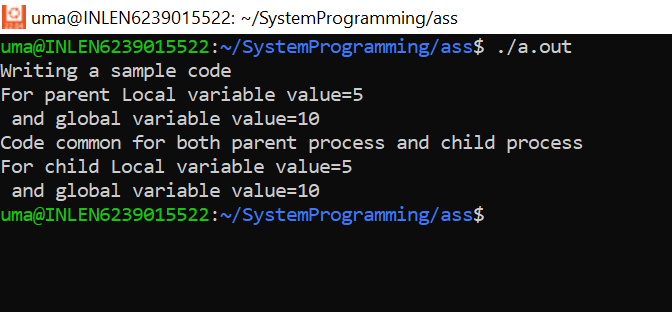 uma@INLEN6239015522: ~/SystemProgramming/ass
uma@INLEN6239015522:~/SystemProgramming/ass$ ./a.out
Writing a sample code
For parent Local variable value=5
 and global variable value=10
Code common for both parent process and child process
For child Local variable value=5
 and global variable value=10
uma@INLEN6239015522:~/SystemProgramming/ass$